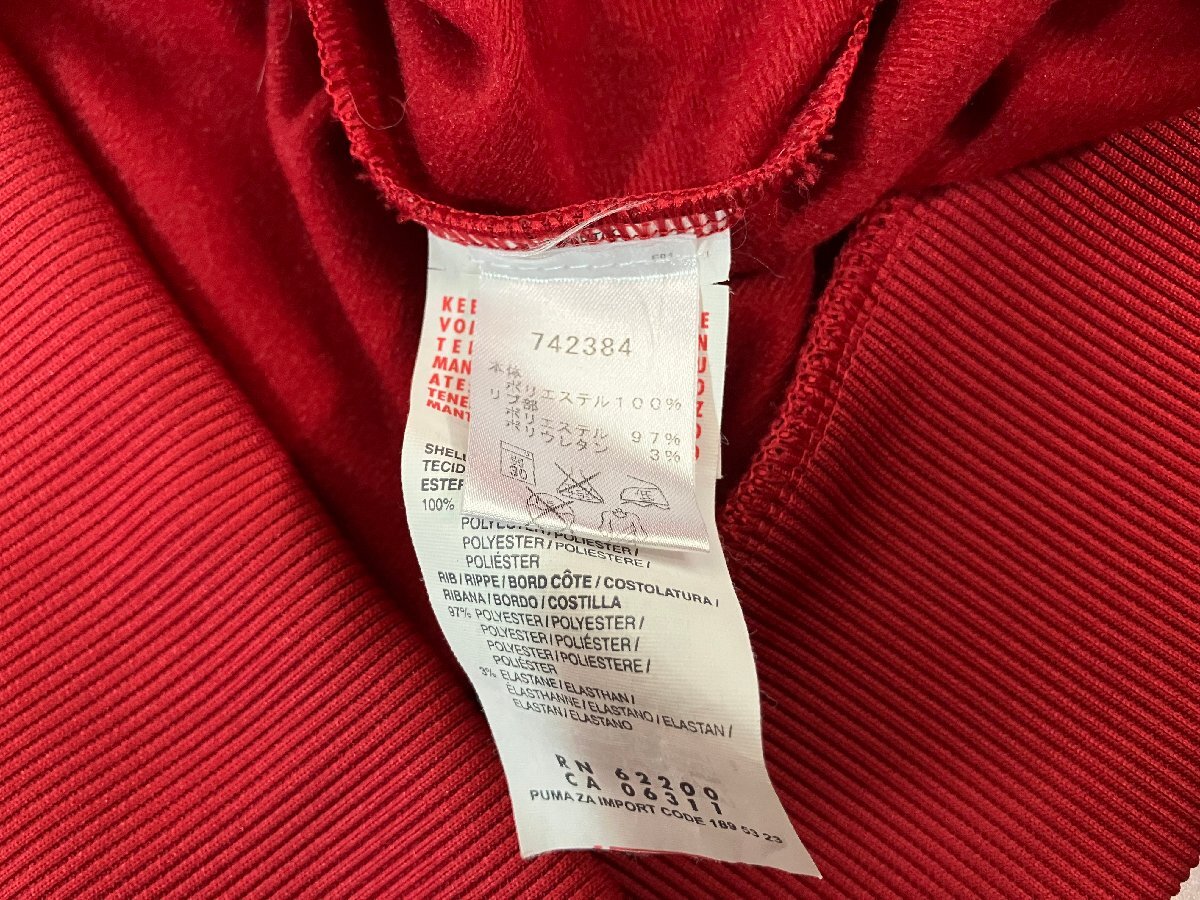 742384
本体
ポリエステル100%
リブ部
ポリエステル 97%
ポリウレタン 3%
KEE
VOI
TEI
MAN
ATE
TENE
MANT
E
N
U
O
Z
SHELL
TECID
ESTER
100%
POLYESTER/POLYESTER/
POLYESTER/POLIESTERE/
POLIÉSTER
RIB/RIPPE/BORD CÔTE/COSTOLATURA/
RIBANA/BORDO/COSTILLA
97% POLYESTER/POLYESTER/
POLYESTER/POLIÉSTER/
POLYESTER/POLIESTERE/
POLIÉSTER
3% ELASTANE/ELASTHAN/
ELASTHANNE/ELASTANO/ELASTAN/
ELASTAN/ELASTANO
RN 62200
CA 06311
PUMA ZA IMPORT CODE 189 53 23